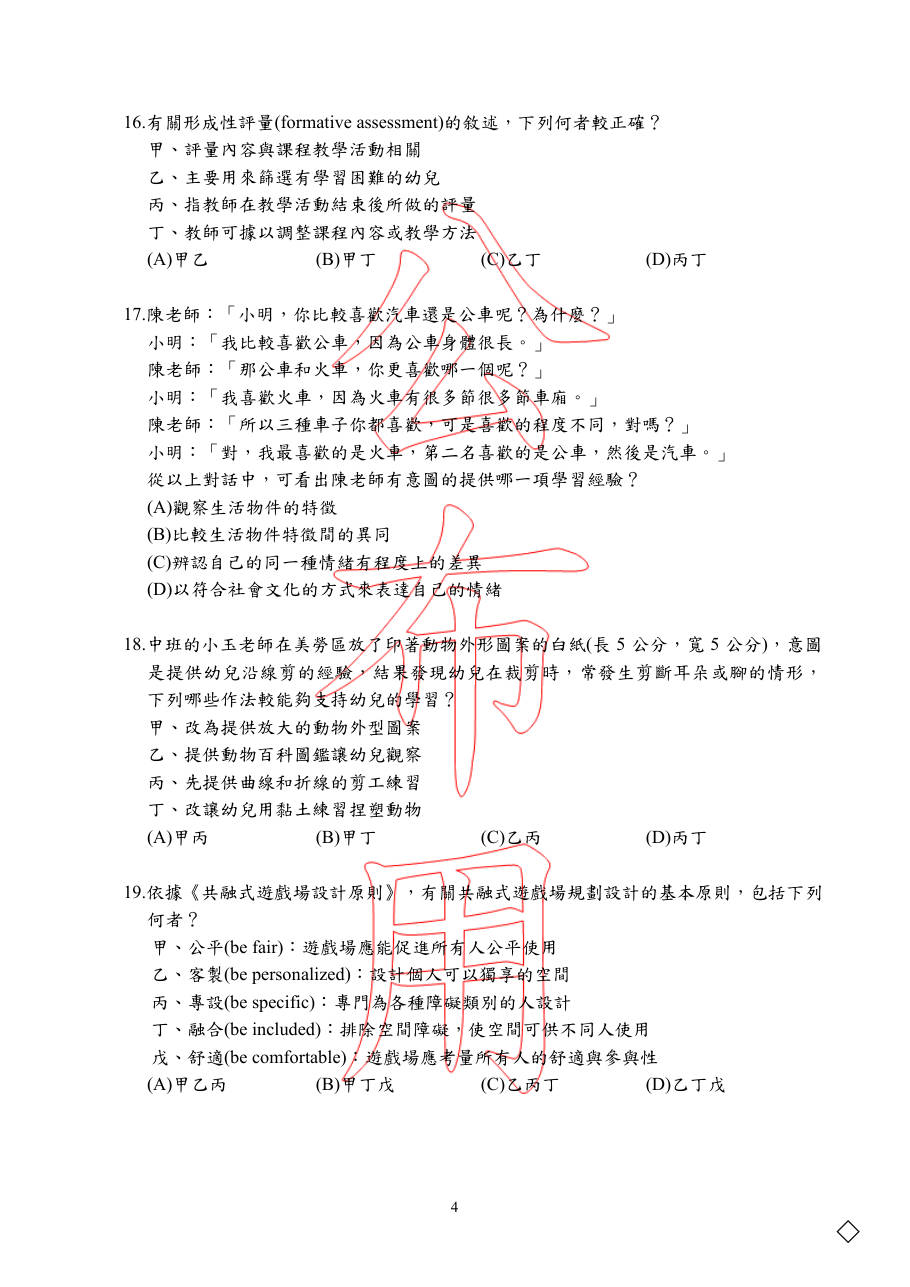 16.有關形成性評量(formative assessment)的敘述，下列何者較正確？
甲、評量內容與課程教學活動相關
乙、主要用來篩選有學習困難的幼兒
丙、指教師在教學活動結束後所做的評量
丁、教師可據以調整課程內容或教學方法
(A)甲乙 (B)甲丁 (C)乙丁 (D)丙丁
17.陳老師：「小明，你比較喜歡汽車還是公車呢？為什麼？」
小明：「我比較喜歡公車，因為公車身體很長。」
陳老師：「那公車和火車，你更喜歡哪一個呢？」
小明：「我喜歡火車，因為火車有很多節很多節車廂。」
陳老師：「所以三種車子你都喜歡，可是喜歡的程度不同，對嗎？」
小明：「對，我最喜歡的是火車，第二名喜歡的是公車，然後是汽車。」
從以上對話中，可看出陳老師有意圖的提供哪一項學習經驗？
(A)觀察生活物件的特徵
(B)比較生活物件特徵間的異同
(C)辨認自己的同一種情緒有程度上的差異
(D)以符合社會文化的方式來表達自己的情緒
18.中班的小玉老師在美勞區放了印著動物外形圖案的白紙(長 5 公分，寬 5 公分)，意圖
是提供幼兒沿線剪的經驗，結果發現幼兒在裁剪時，常發生剪斷耳朵或腳的情形，
下列哪些作法較能夠支持幼兒的學習？
甲、改為提供放大的動物外型圖案
乙、提供動物百科圖鑑讓幼兒觀察
丙、先提供曲線和折線的剪工練習
丁、改讓幼兒用黏土練習捏塑動物
(A)甲丙 (B)甲丁 (C)乙丙 (D)丙丁
19.依據《共融式遊戲場設計原則》，有關共融式遊戲場規劃設計的基本原則，包括下列
何者？
甲、公平(be fair)：遊戲場應能促進所有人公平使用
乙、客製(be personalized)：設計個人可以獨享的空間
丙、專設(be specific)：專門為各種障礙類別的人設計
丁、融合(be included)：排除空間障礙，使空間可供不同人使用
戊、舒適(be comfortable)：遊戲場應考量所有人的舒適與參與性
(A)甲乙丙 (B)甲丁戊 (C)乙丙丁 (D)乙丁戊
公布用
4